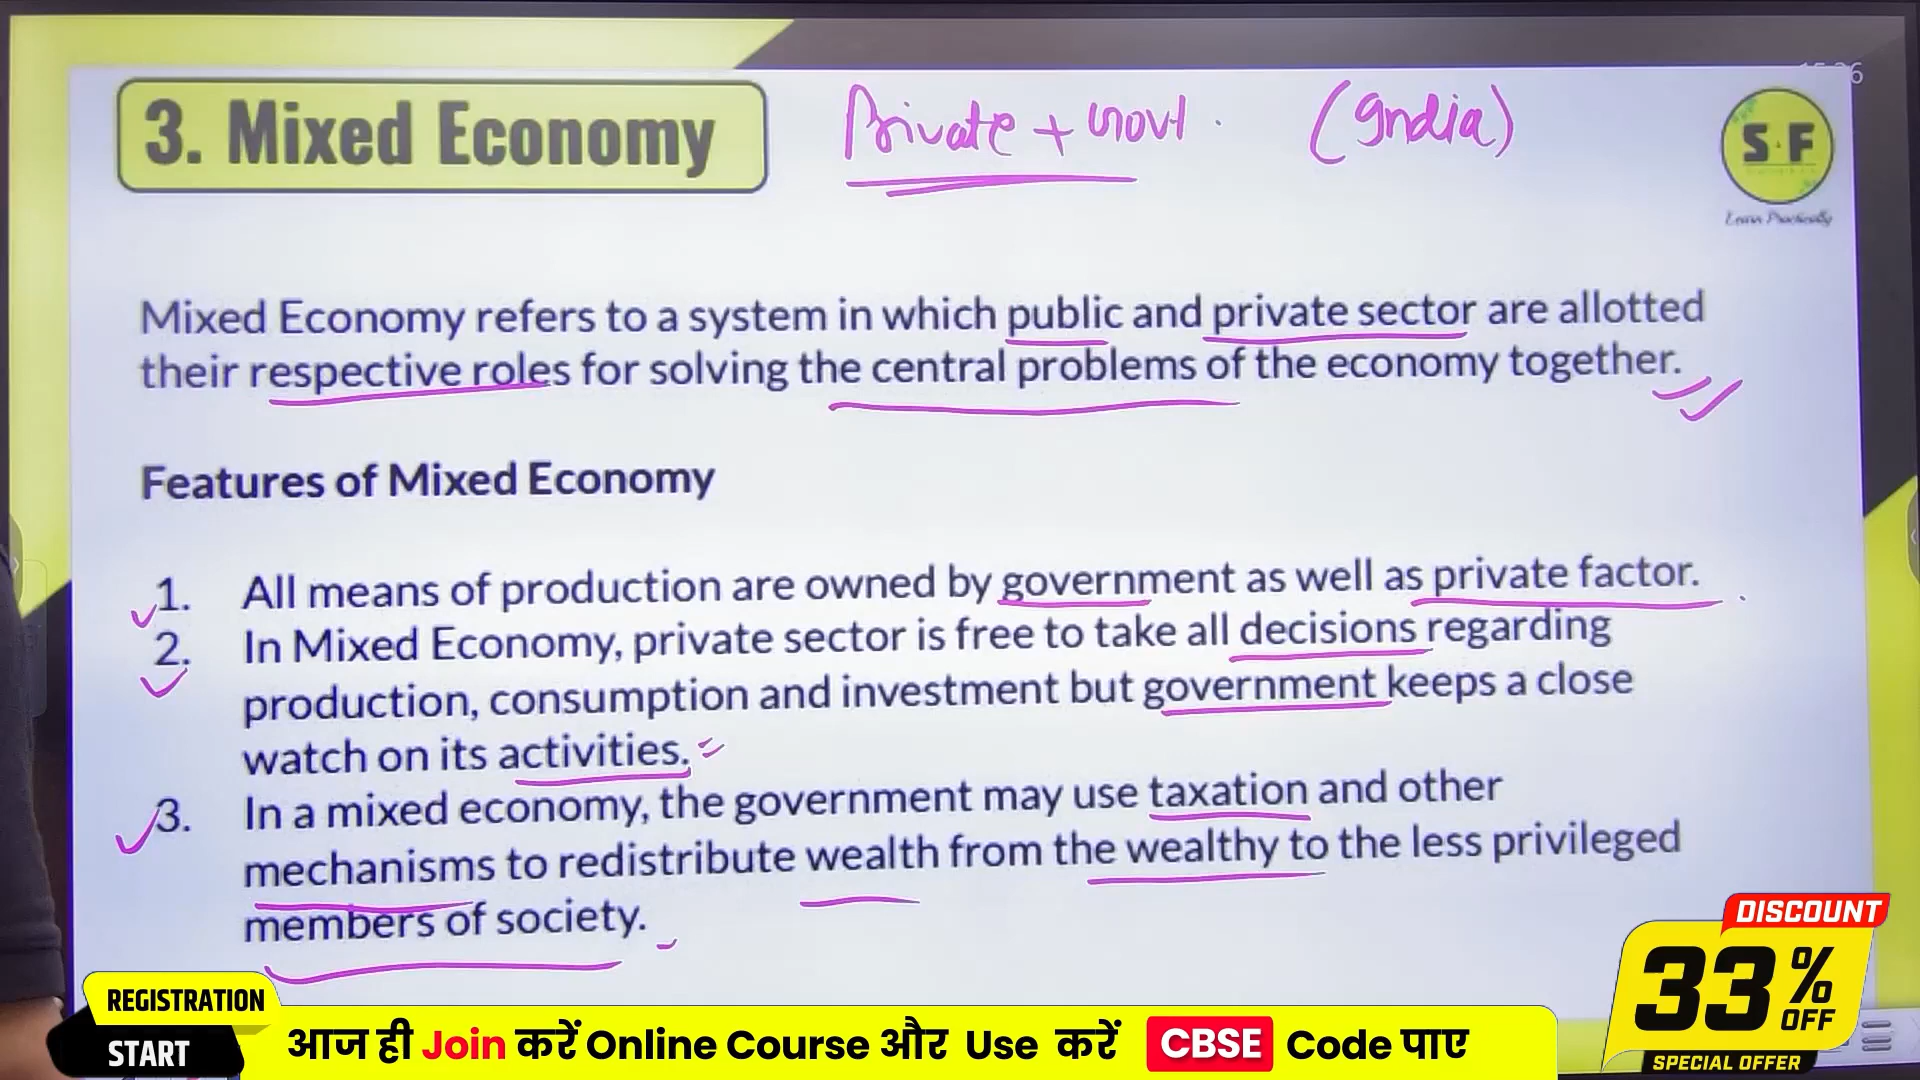 3. Mixed Economy
Private + Govt. (India)
S·F
Learn Practically
Mixed Economy refers to a system in which public and private sector are allotted
their respective roles for solving the central problems of the economy together.
Features of Mixed Economy
1. All means of production are owned by government as well as private factor.
2. In Mixed Economy, private sector is free to take all decisions regarding
production, consumption and investment but government keeps a close
watch on its activities.
3. In a mixed economy, the government may use taxation and other
mechanisms to redistribute wealth from the wealthy to the less privileged
members of society.
REGISTRATION
START
आज ही Join करें Online Course और Use करें CBSE Code पाए
DISCOUNT
33% OFF
SPECIAL OFFER